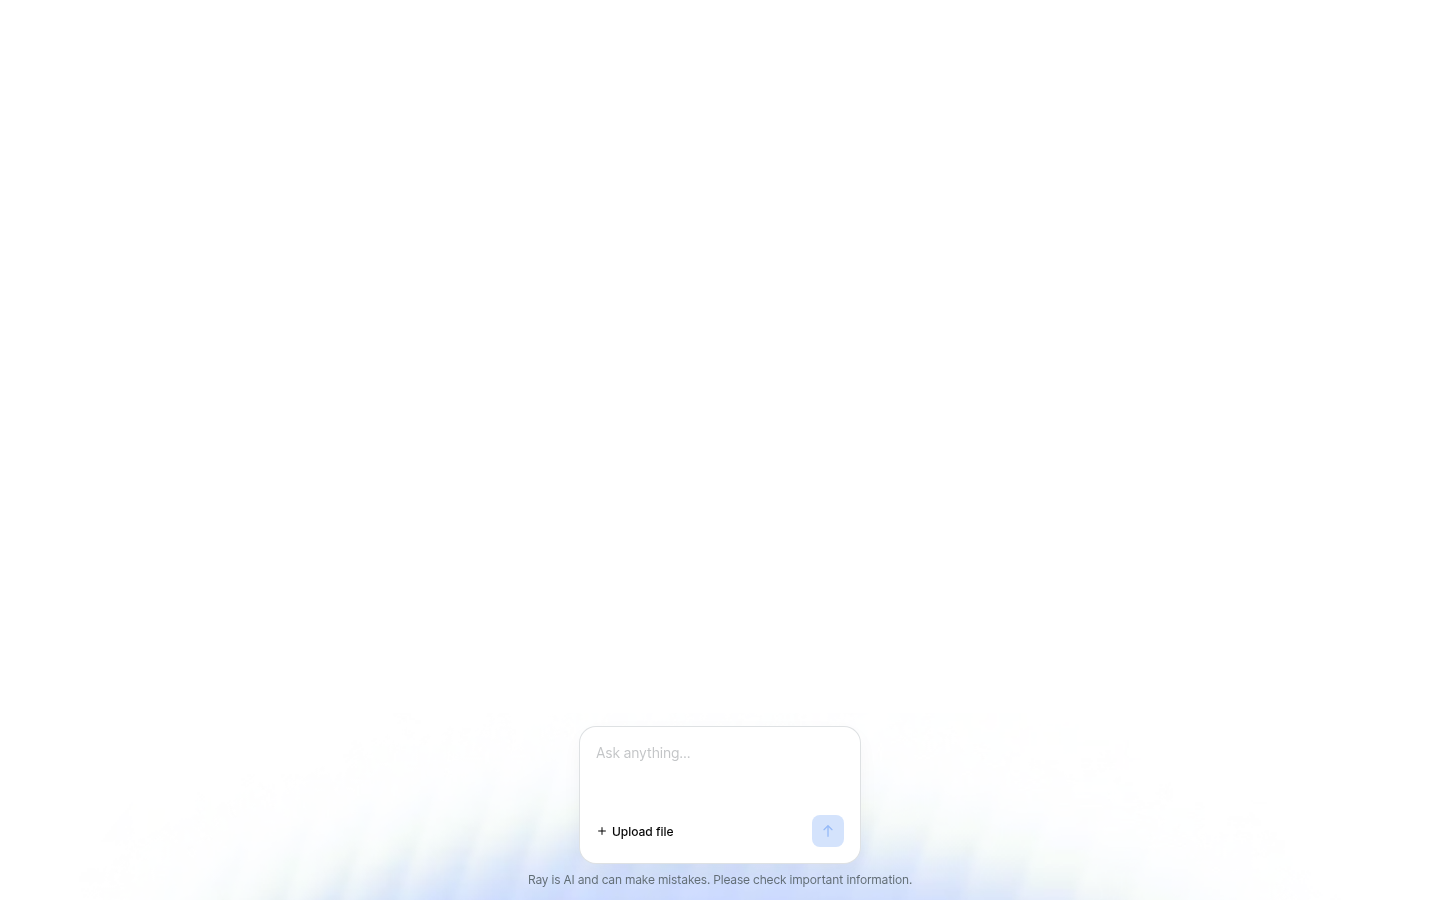 Ask anything...
Upload file
Ray is AI and can make mistakes. Please check important information.